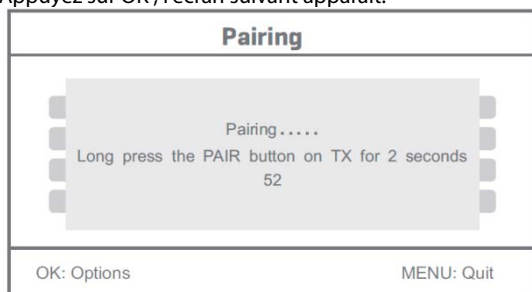 Appuyez sur OK , l'écran suivant apparaît.
Pairing
Pairing.....
Long press the PAIR button on TX for 2 seconds
52
OK: Options
MENU: Quit